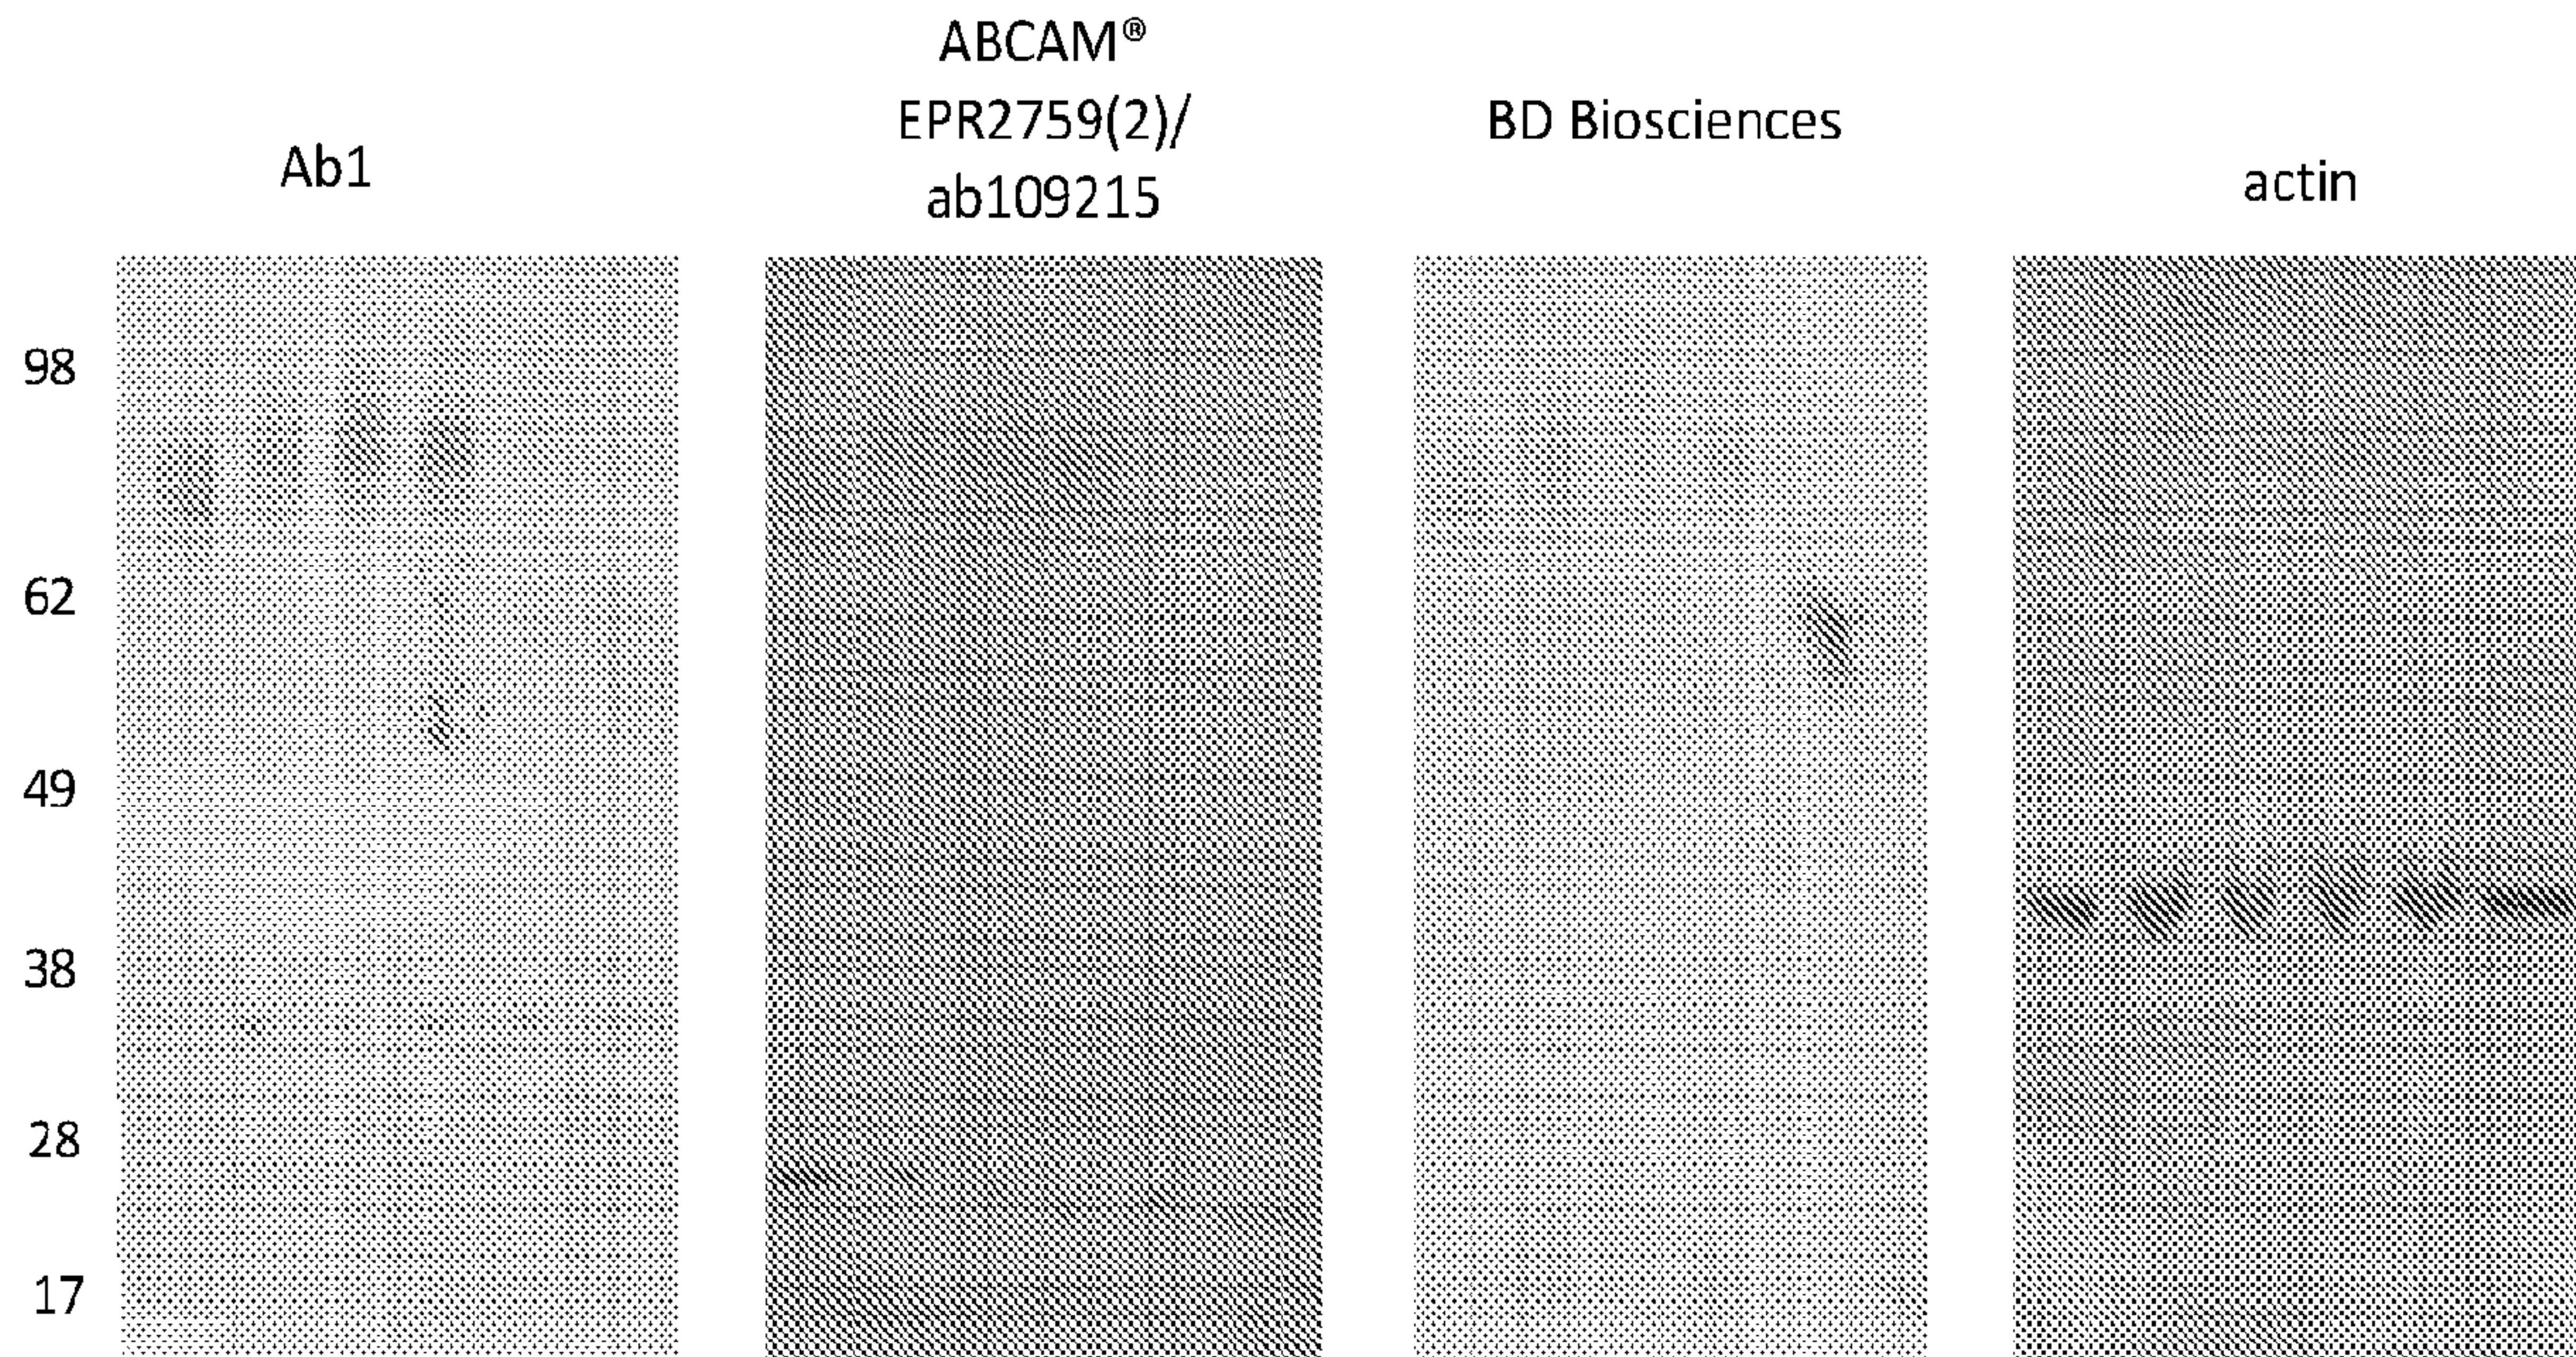 Ab1
ABCAM®
EPR2759(2)/
ab109215
BD Biosciences
actin
98
62
49
38
28
17